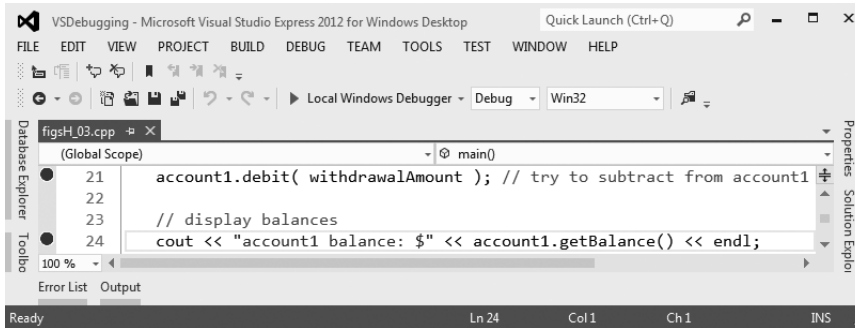 VSDebugging - Microsoft Visual Studio Express 2012 for Windows Desktop Quick Launch (Ctrl+Q)
FILE EDIT VIEW PROJECT BUILD DEBUG TEAM TOOLS TEST WINDOW HELP
Local Windows Debugger Debug Win32
Database Explorer
Toolbo
figsH_03.cpp
(Global Scope) main()
21 account1.debit( withdrawalAmount ); // try to subtract from account1
22
23 // display balances
24 cout << "account1 balance: $" << account1.getBalance() << endl;
100 %
Properties
Solution Explo
Error List Output
Ready Ln 24 Col 1 Ch 1 INS